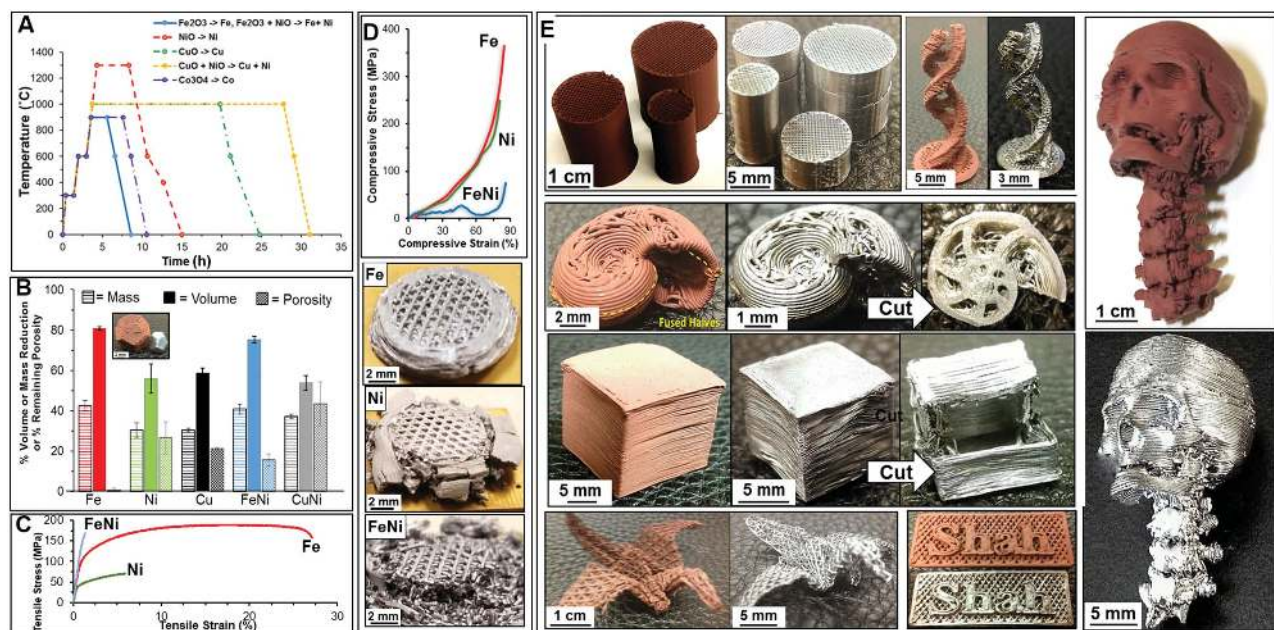 A
Fe2O3 -> Fe, Fe2O3 + NiO -> Fe+ Ni
NiO -> Ni
CuO -> Cu
CuO + NiO -> Cu + Ni
Co3O4 -> Co
Temperature (°C)
1400
1200
1000
800
600
400
200
0
0 5 10 15 20 25 30 35
Time (h)
B
= Mass = Volume = Porosity
% Volume or % Mass Reduction
or % Remaining Porosity
100
80
60
40
20
0
Fe Ni Cu FeNi CuNi
C
Tensile Stress (MPa)
200
150
100
50
0
FeNi
Fe
Ni
0 10 20 30
Tensile Strain (%)
D
Compressive Stress (MPa)
400
300
200
100
0
Fe
Ni
FeNi
0 30 60 90
Compressive Strain (%)
Fe
2 mm
Ni
2 mm
FeNi
2 mm
E
1 cm
5 mm
5 mm
3 mm
1 cm
2 mm
Fused Halves
1 mm
Cut
5 mm
5 mm
Cut
Cut
5 mm
1 cm
5 mm
Shah
Shah
5 mm